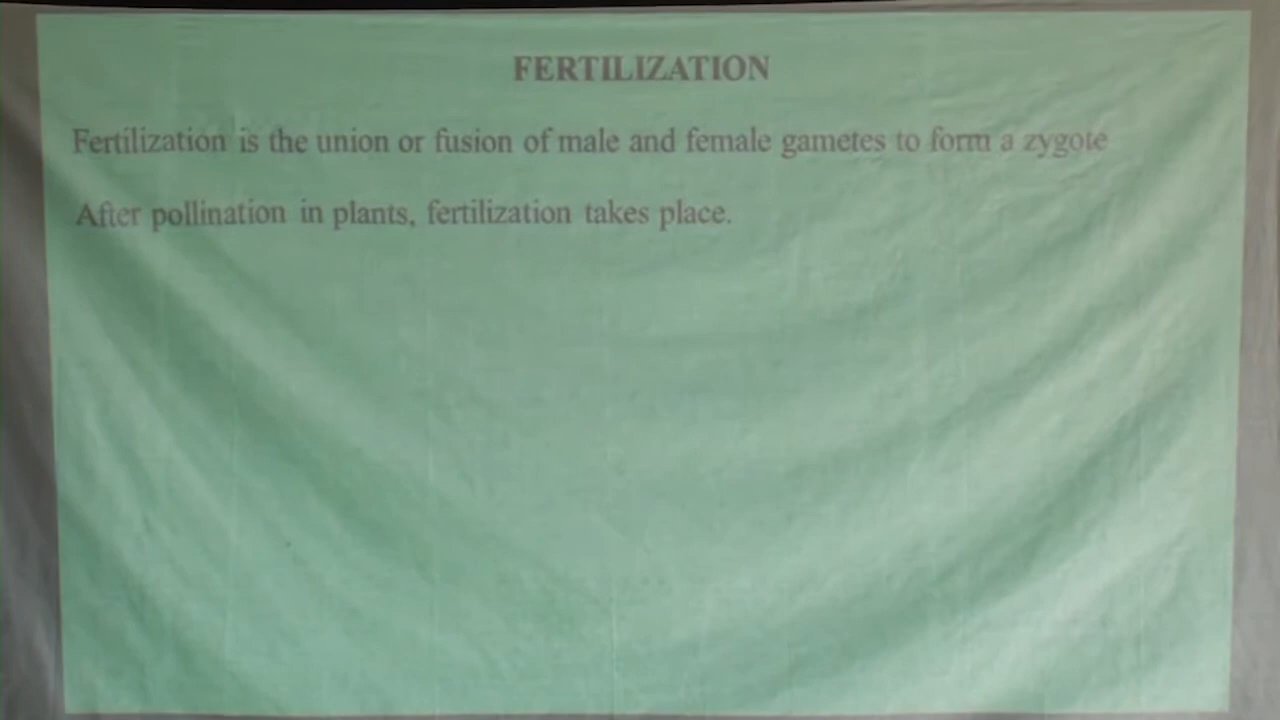 FERTILIZATION
Fertilization is the union or fusion of male and female gametes to form a zygote
After pollination in plants, fertilization takes place.